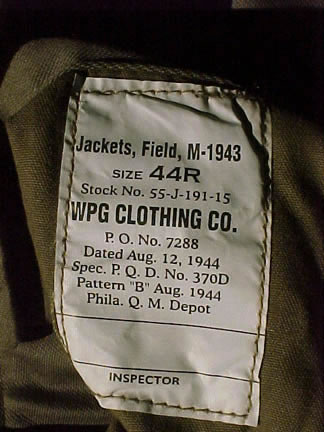 Jackets, Field, M-1943
SIZE 44R
Stock No. 55-J-191-15
WPG CLOTHING CO.
P. O. No. 7288
Dated Aug. 12, 1944
Spec. P. Q. D. No. 370D
Pattern "B" Aug. 1944
Phila. Q. M. Depot
INSPECTOR